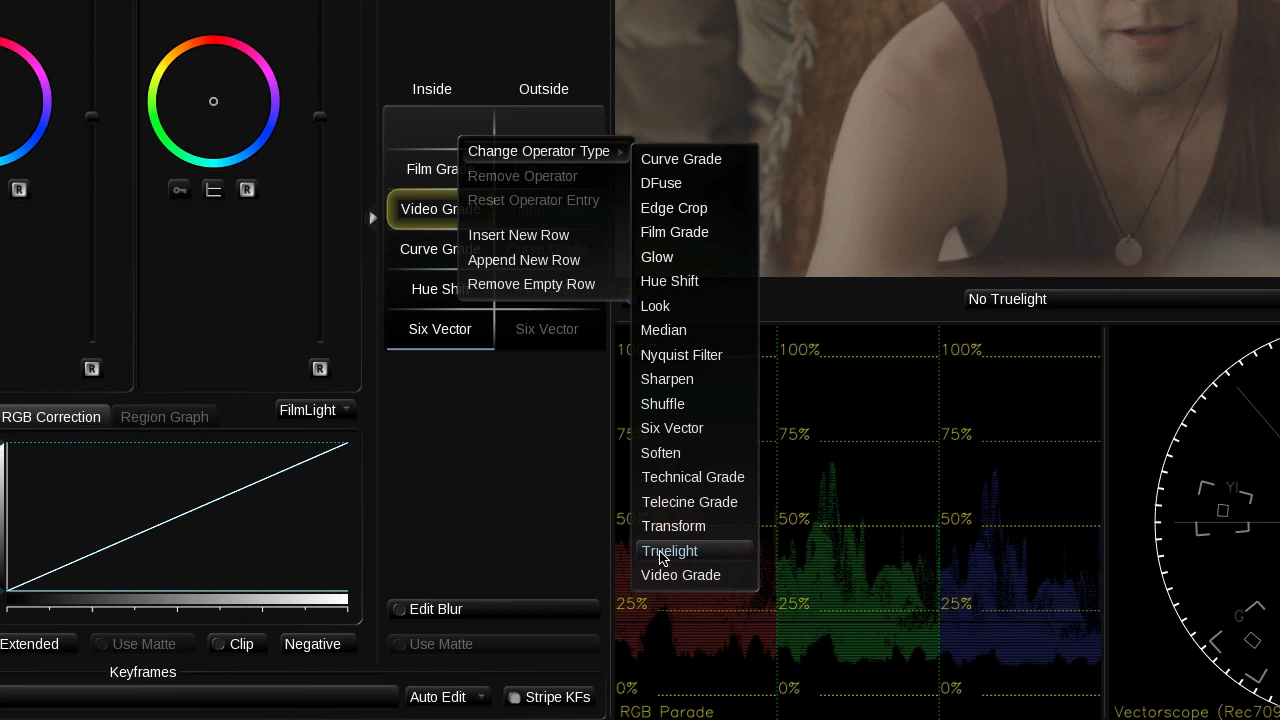 Inside
Outside
Film Gra
Video Grade
Curve Gra
Hue Shi
Six Vector
Six Vector
Change Operator Type
Remove Operator
Reset Operator Entry
Insert New Row
Append New Row
Remove Empty Row
Curve Grade
DFuse
Edge Crop
Film Grade
Glow
Hue Shift
Look
Median
Nyquist Filter
Sharpen
Shuffle
Six Vector
Soften
Technical Grade
Telecine Grade
Transform
Truelight
Video Grade
No Truelight
R
R
R
R
RGB Correction
Region Graph
FilmLight
Extended
Use Matte
Clip
Negative
Keyframes
Auto Edit
Stripe KFs
Edit Blur
Use Matte
100%
100%
75%
75%
50%
50%
25%
25%
25%
0%
0%
0%
RGB Parade
YI
G
Vectorscope (Rec709